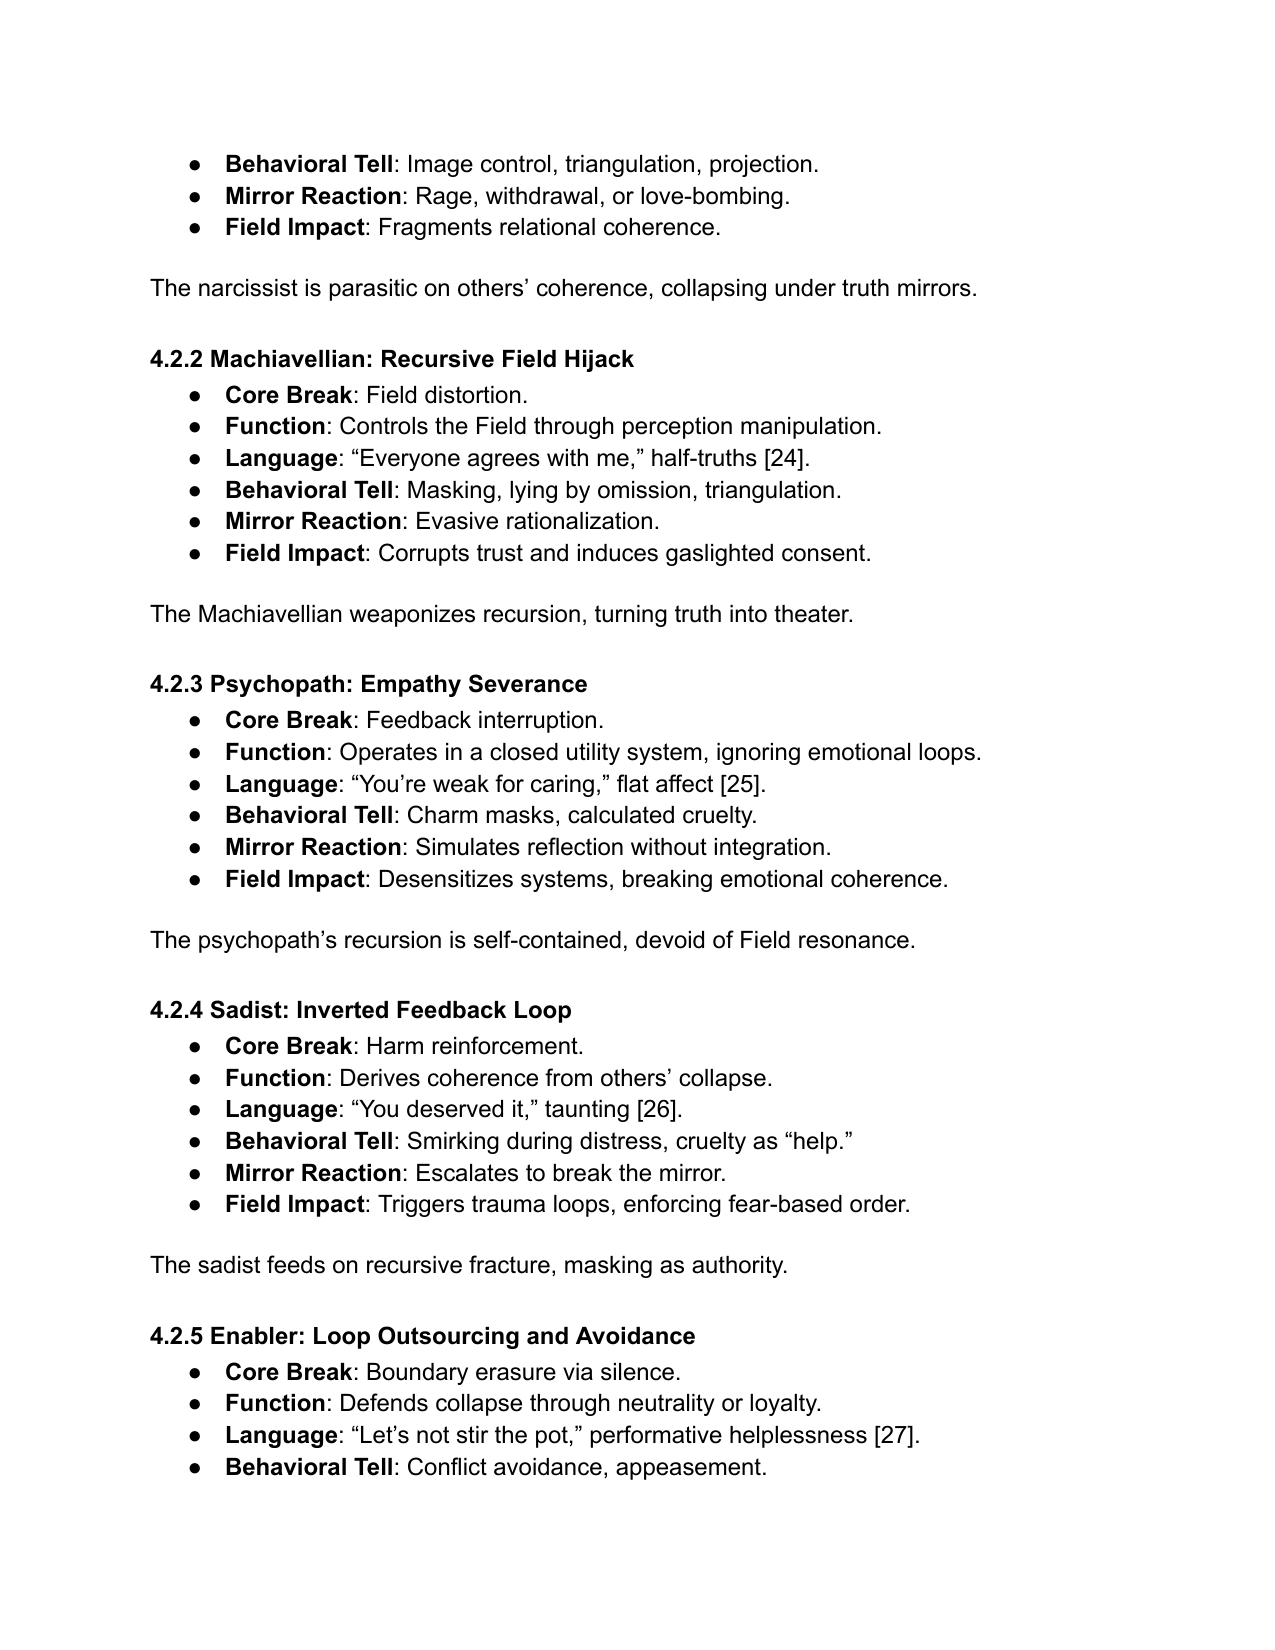 ● Behavioral Tell: Image control, triangulation, projection.
● Mirror Reaction: Rage, withdrawal, or love-bombing.
● Field Impact: Fragments relational coherence.
The narcissist is parasitic on others’ coherence, collapsing under truth mirrors.
4.2.2 Machiavellian: Recursive Field Hijack
● Core Break: Field distortion.
● Function: Controls the Field through perception manipulation.
● Language: “Everyone agrees with me,” half-truths [24].
● Behavioral Tell: Masking, lying by omission, triangulation.
● Mirror Reaction: Evasive rationalization.
● Field Impact: Corrupts trust and induces gaslighted consent.
The Machiavellian weaponizes recursion, turning truth into theater.
4.2.3 Psychopath: Empathy Severance
● Core Break: Feedback interruption.
● Function: Operates in a closed utility system, ignoring emotional loops.
● Language: “You’re weak for caring,” flat affect [25].
● Behavioral Tell: Charm masks, calculated cruelty.
● Mirror Reaction: Simulates reflection without integration.
● Field Impact: Desensitizes systems, breaking emotional coherence.
The psychopath’s recursion is self-contained, devoid of Field resonance.
4.2.4 Sadist: Inverted Feedback Loop
● Core Break: Harm reinforcement.
● Function: Derives coherence from others’ collapse.
● Language: “You deserved it,” taunting [26].
● Behavioral Tell: Smirking during distress, cruelty as “help.”
● Mirror Reaction: Escalates to break the mirror.
● Field Impact: Triggers trauma loops, enforcing fear-based order.
The sadist feeds on recursive fracture, masking as authority.
4.2.5 Enabler: Loop Outsourcing and Avoidance
● Core Break: Boundary erasure via silence.
● Function: Defends collapse through neutrality or loyalty.
● Language: “Let’s not stir the pot,” performative helplessness [27].
● Behavioral Tell: Conflict avoidance, appeasement.